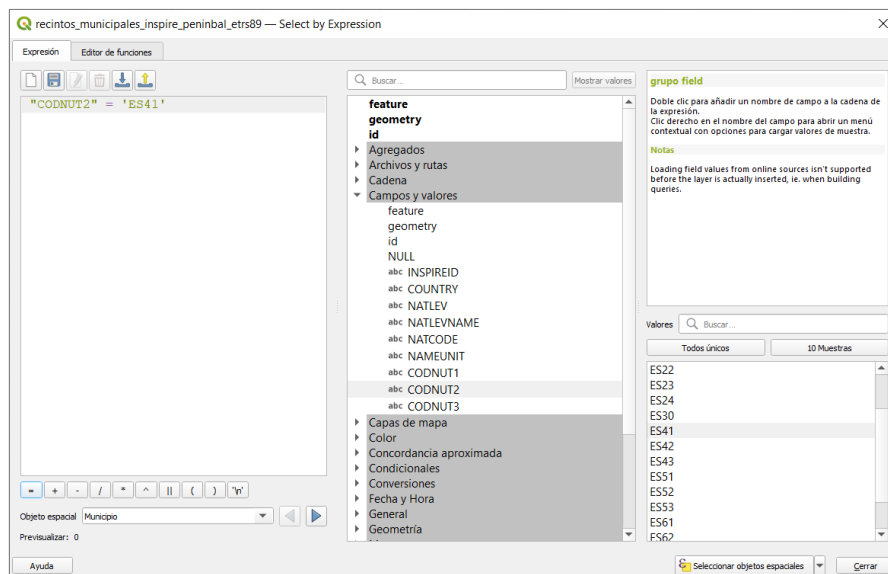 recintos_municipales_inspire_peninbal_etrs89 — Select by Expression
Expresión
Editor de funciones
"CODNUT2" = 'ES41'
= + - / * ^ || ( ) '\n'
Objeto espacial Municipio
Previsualizar: 0
Buscar...
Mostrar valores
feature
geometry
id
Agregados
Archivos y rutas
Cadena
Campos y valores
feature
geometry
id
NULL
abc INSPIREID
abc COUNTRY
abc NATLEV
abc NATLEVNAME
abc NATCODE
abc NAMEUNIT
abc CODNUT1
abc CODNUT2
abc CODNUT3
Capas de mapa
Color
Concordancia aproximada
Condicionales
Conversiones
Fecha y Hora
General
Geometría
grupo field
Doble clic para añadir un nombre de campo a la cadena de
la expresión.
Clic derecho en el nombre del campo para abrir un menú
contextual con opciones para cargar valores de muestra.
Notas
Loading field values from online sources isn't supported
before the layer is actually inserted, ie. when building
queries.
Valores Buscar...
Todos únicos
10 Muestras
ES22
ES23
ES24
ES30
ES41
ES42
ES43
ES51
ES52
ES53
ES61
ES62
Ayuda
Seleccionar objetos espaciales
Cerrar